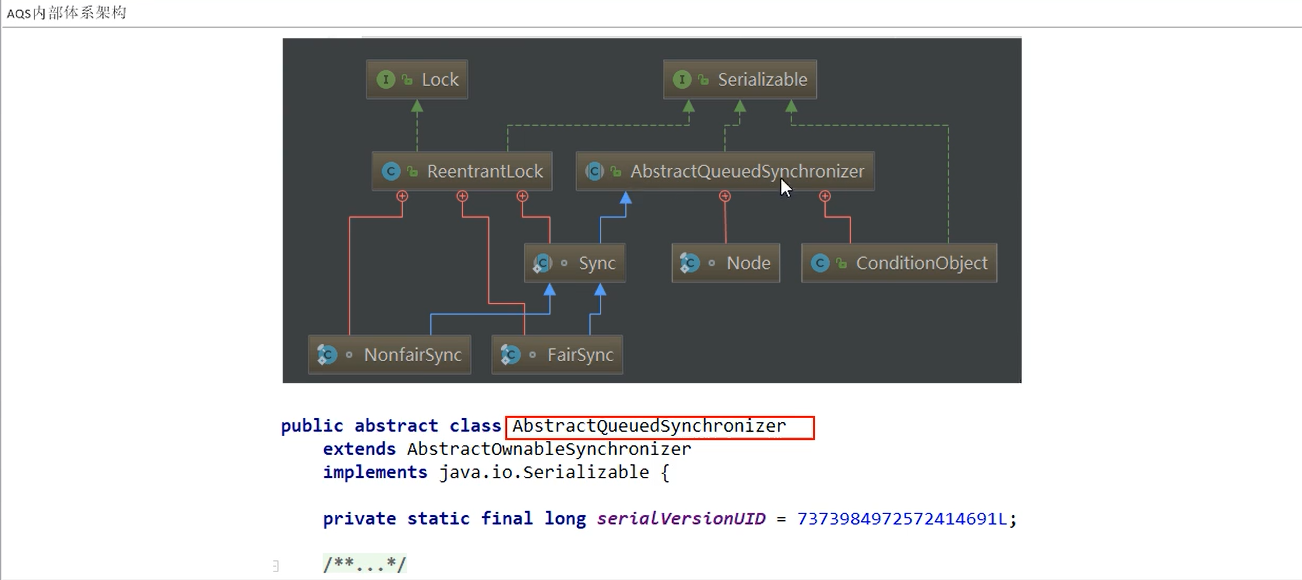 AQS内部体系架构
Lock
Serializable
ReentrantLock
AbstractQueuedSynchronizer
Sync
Node
ConditionObject
NonfairSync
FairSync
public abstract class AbstractQueuedSynchronizer
extends AbstractOwnableSynchronizer
implements java.io.Serializable {
private static final long serialVersionUID = 7373984972572414691L;
/**...*/